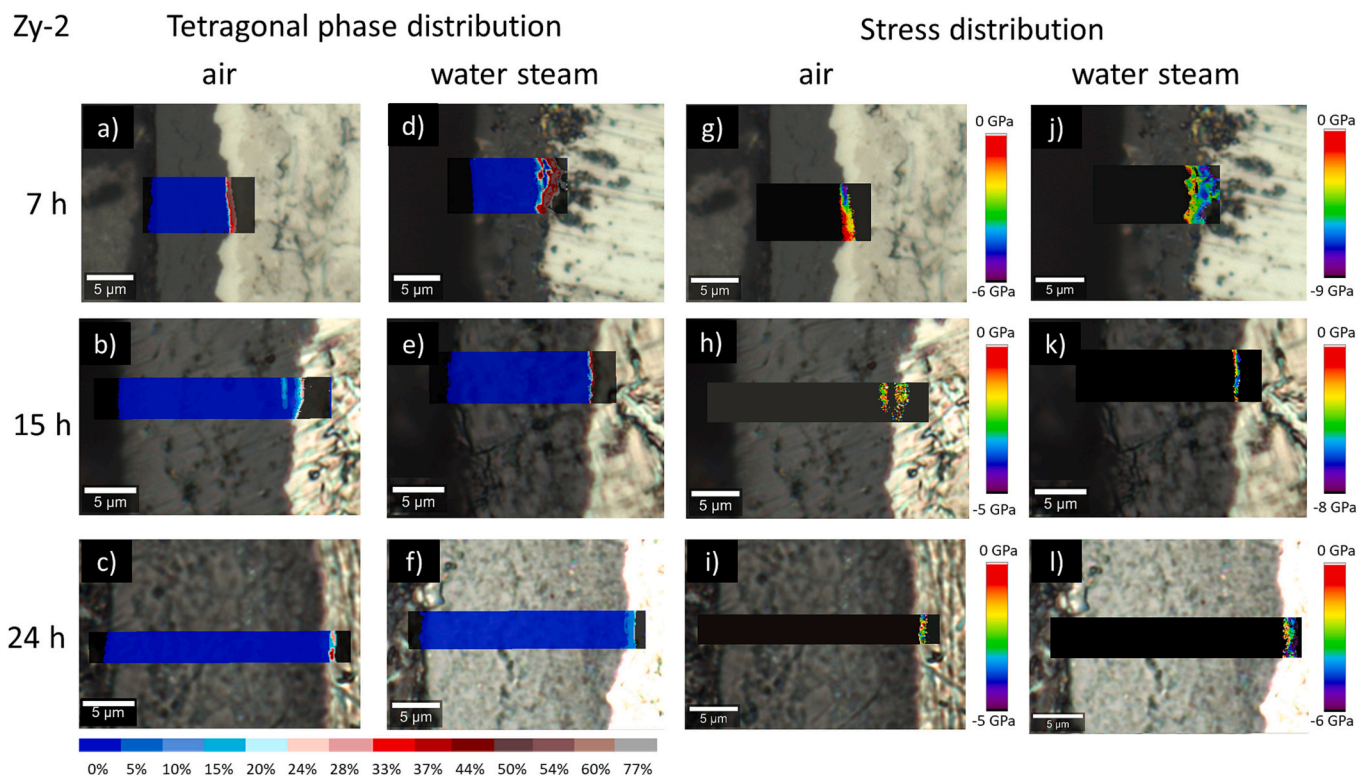 Zy-2 Tetragonal phase distribution Stress distribution
air water steam air water steam
7 h
a) d) g) j)
0 GPa 0 GPa
-6 GPa -9 GPa
5 µm 5 µm 5 µm 5 µm
15 h
b) e) h) k)
0 GPa 0 GPa
-5 GPa -8 GPa
5 µm 5 µm 5 µm 5 µm
24 h
c) f) i) l)
0 GPa 0 GPa
-5 GPa -6 GPa
5 µm 5 µm 5 µm 5 µm
0% 5% 10% 15% 20% 24% 28% 33% 37% 44% 50% 54% 60% 77%